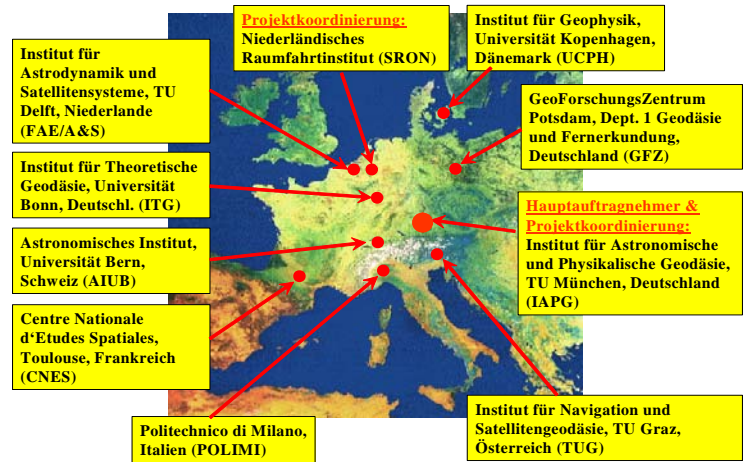 Projektkoordinierung:
Niederländisches
Raumfahrtinstitut (SRON)
Institut für Geophysik,
Universität Kopenhagen,
Dänemark (UCPH)
Institut für
Astrodynamik und
Satellitensysteme, TU
Delft, Niederlande
(FAE/A&S)
GeoForschungsZentrum
Potsdam, Dept. 1 Geodäsie
und Fernerkundung,
Deutschland (GFZ)
Institut für Theoretische
Geodäsie, Universität
Bonn, Deutschl. (ITG)
Hauptauftragnehmer &
Projektkoordinierung:
Institut für Astronomische
und Physikalische Geodäsie,
TU München, Deutschland
(IAPG)
Astronomisches Institut,
Universität Bern,
Schweiz (AIUB)
Centre Nationale
d‘Etudes Spatiales,
Toulouse, Frankreich
(CNES)
Politechnico di Milano,
Italien (POLIMI)
Institut für Navigation und
Satellitengeodäsie, TU Graz,
Österreich (TUG)